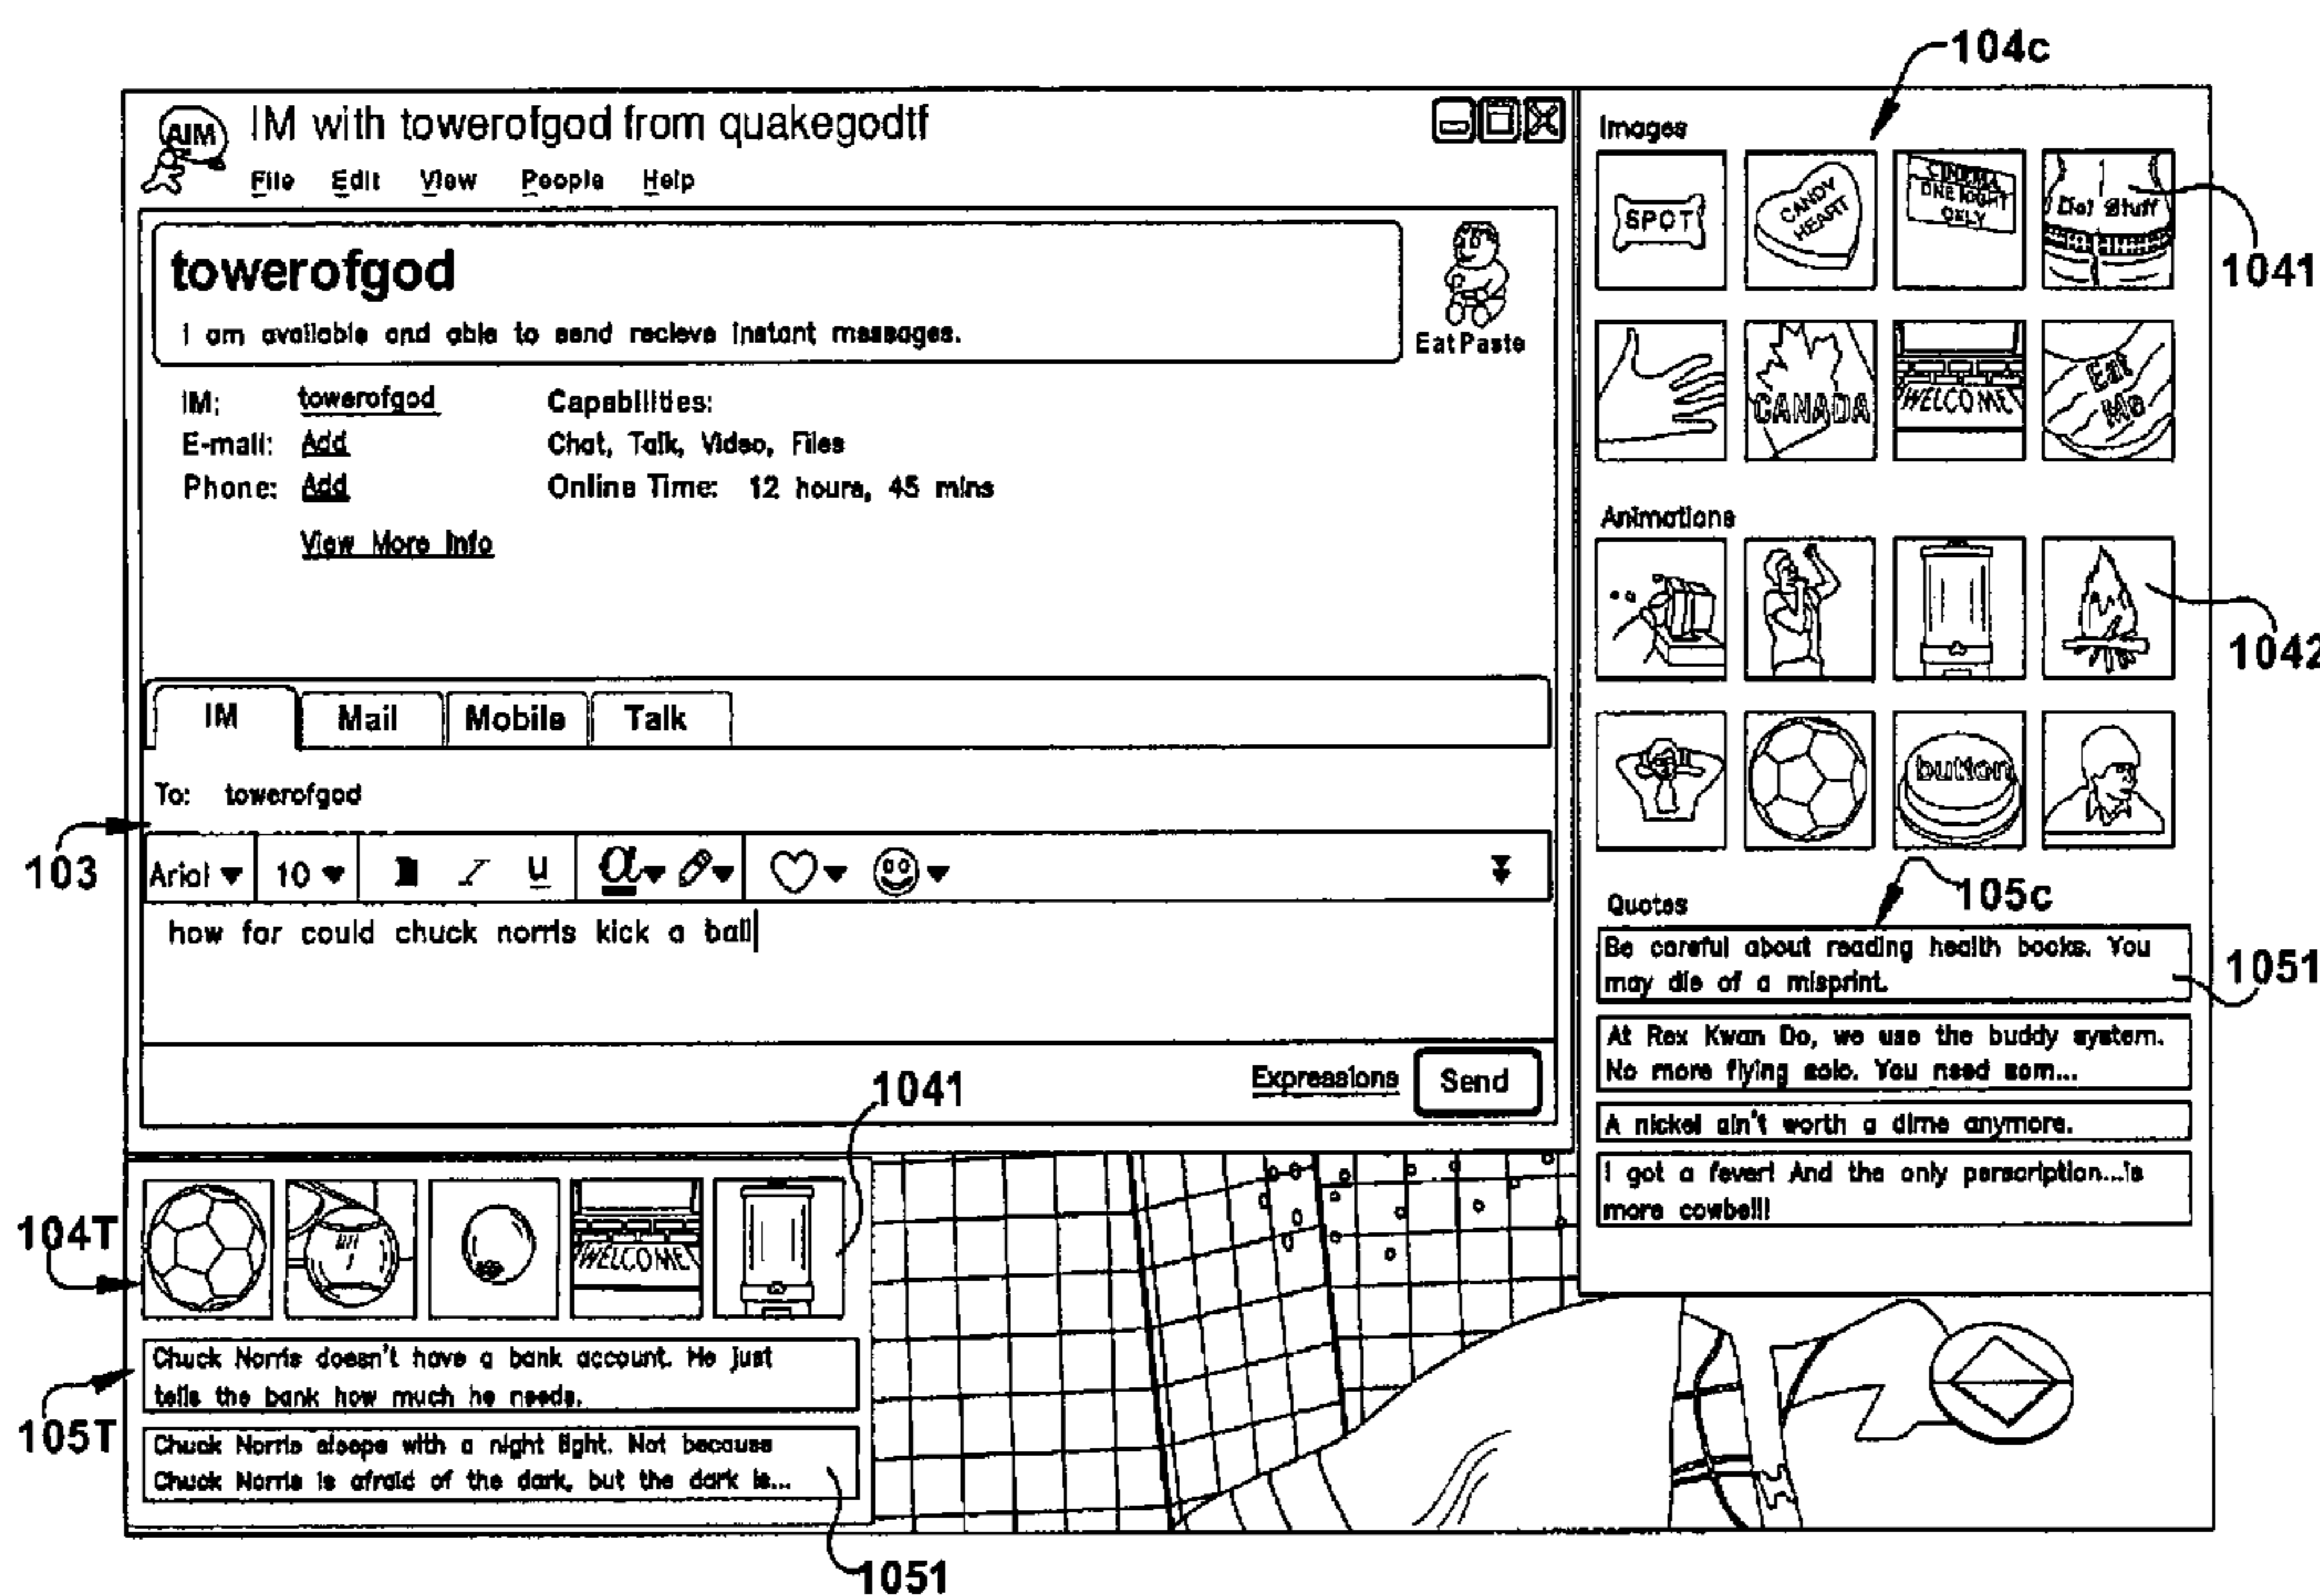 104c
AIM
IM with towerofgod from quakegodtf
File Edit View People Help
towerofgod
I am available and able to send recieve instant messages.
Eat Paste
IM: towerofgod
E-mail: Add
Phone: Add
View More Info
Capabilities:
Chat, Talk, Video, Files
Online Time: 12 hours, 45 mins
IM Mail Mobile Talk
To: towerofgod
103
Arial 10 B I u a
how far could chuck norris kick a ball
Expressions Send
Images
SPOT
CANDY
HEART
CINEMA
ONE NIGHT
ONLY
Hot Stuff
1041
CANADA
WELCOME
Eat
Me
Animations
1042
button
105c
Quotes
Be careful about reading health books. You
may die of a misprint.
1051
At Rex Kwan Do, we use the buddy system.
No more flying solo. You need som...
A nickel ain't worth a dime anymore.
I got a fever! And the only perscription...is
more cowbell!
1041
104T
WELCOME
105T
Chuck Norris doesn't have a bank account. He just
tells the bank how much he needs.
Chuck Norris sleeps with a night light. Not because
Chuck Norris is afraid of the dark, but the dark is...
1051